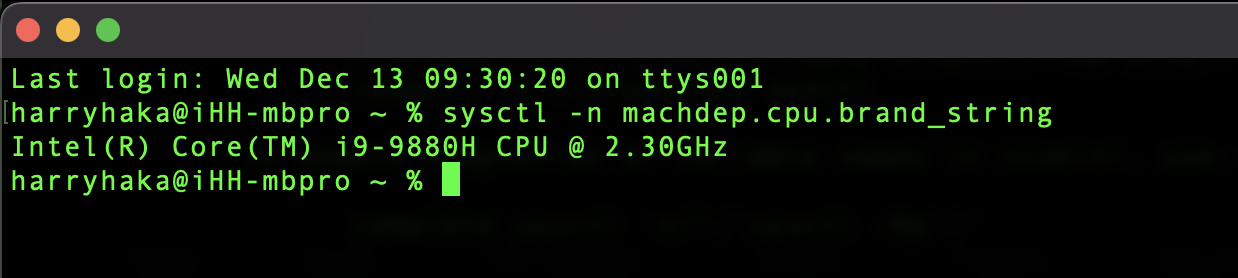 Last login: Wed Dec 13 09:30:20 on ttys001
[harryhaka@iHH-mbpro ~ % sysctl -n machdep.cpu.brand_string
Intel(R) Core(TM) i9-9880H CPU @ 2.30GHz
harryhaka@iHH-mbpro ~ %